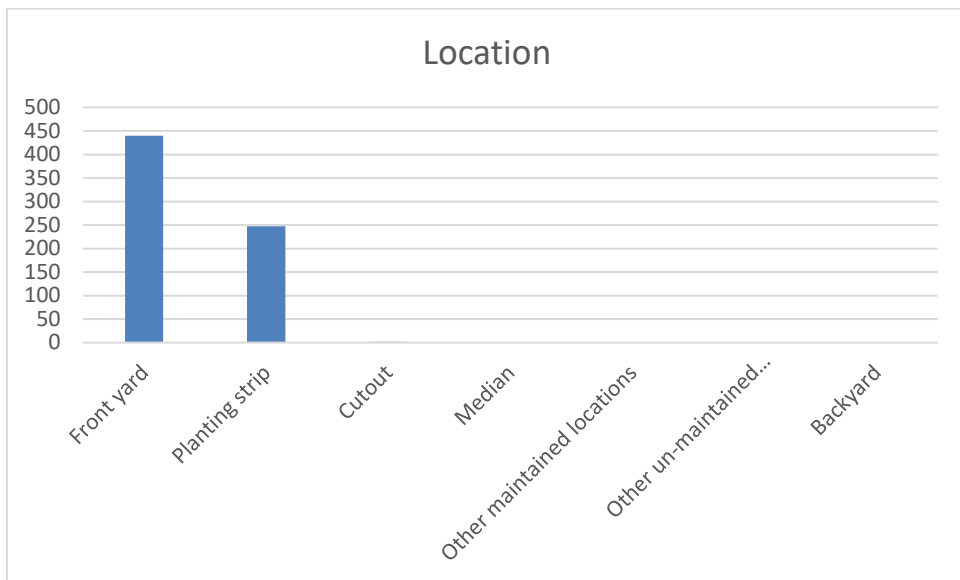 Location
500
450
400
350
300
250
200
150
100
50
0
Front yard
Planting strip
Cutout
Median
Other maintained locations
Other un-maintained...
Backyard